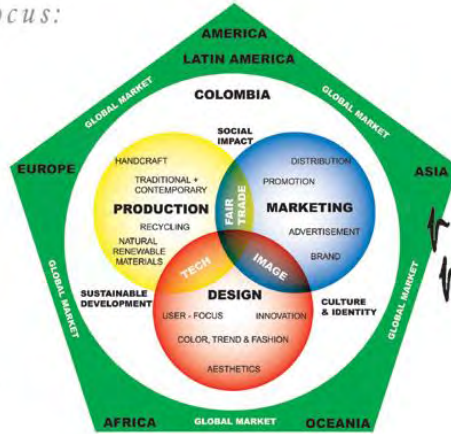 ocus:
AMERICA
LATIN AMERICA
GLOBAL MARKET
GLOBAL MARKET
COLOMBIA
SOCIAL
IMPACT
EUROPE
ASIA
HANDCRAFT
TRADITIONAL +
CONTEMPORARY
PRODUCTION
RECYCLING
NATURAL
RENEWABLE
MATERIALS
FAIR
TRADE
DISTRIBUTION
PROMOTION
MARKETING
ADVERTISEMENT
BRAND
TECH
IMAGE
SUSTAINABLE
DEVELOPMENT
DESIGN
USER - FOCUS
INNOVATION
COLOR, TREND & FASHION
AESTHETICS
CULTURE
& IDENTITY
GLOBAL MARKET
GLOBAL MARKET
AFRICA
GLOBAL MARKET
OCEANIA